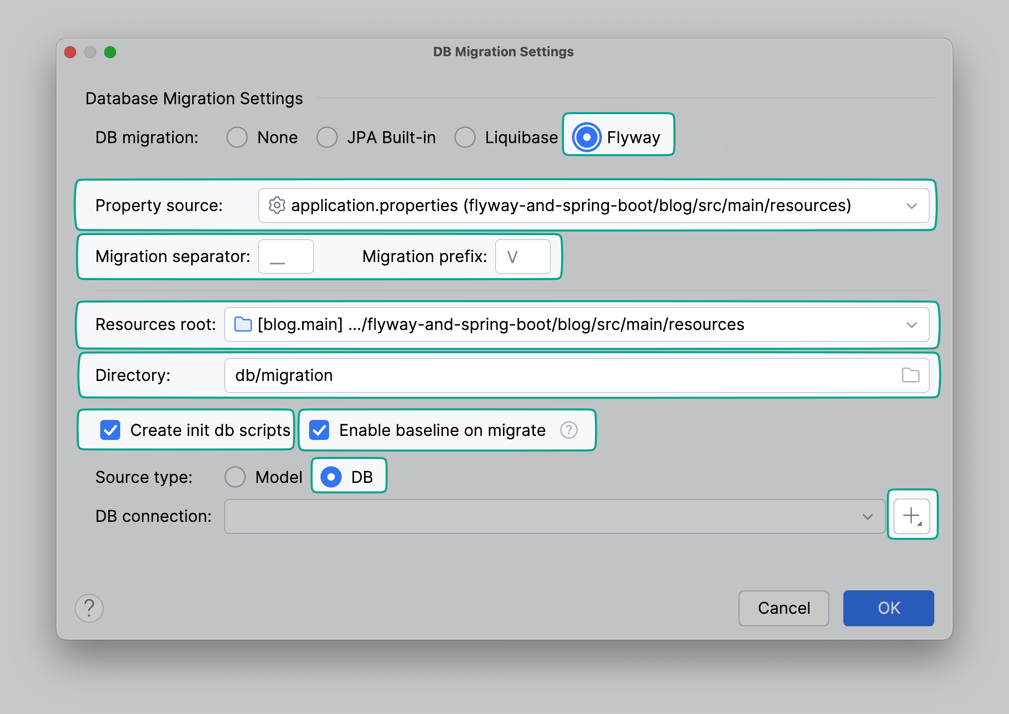 DB Migration Settings
Database Migration Settings
DB migration: None JPA Built-in Liquibase Flyway
Property source: application.properties (flyway-and-spring-boot/blog/src/main/resources)
Migration separator: __ Migration prefix: V
Resources root: [blog.main] .../flyway-and-spring-boot/blog/src/main/resources
Directory: db/migration
Create init db scripts Enable baseline on migrate ?
Source type: Model DB
DB connection:
? Cancel OK